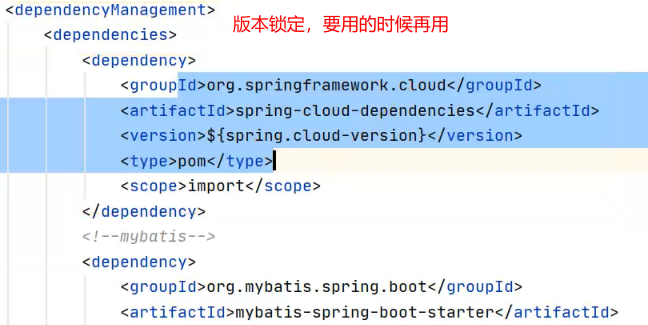 <dependencyManagement>
版本锁定，要用的时候再用
<dependencies>
<dependency>
<groupId>org.springframework.cloud</groupId>
<artifactId>spring-cloud-dependencies</artifactId>
<version>${spring.cloud-version}</version>
<type>pom</type>
<scope>import</scope>
</dependency>
<!--mybatis-->
<dependency>
<groupId>org.mybatis.spring.boot</groupId>
<artifactId>mybatis-spring-boot-starter</artifactId>